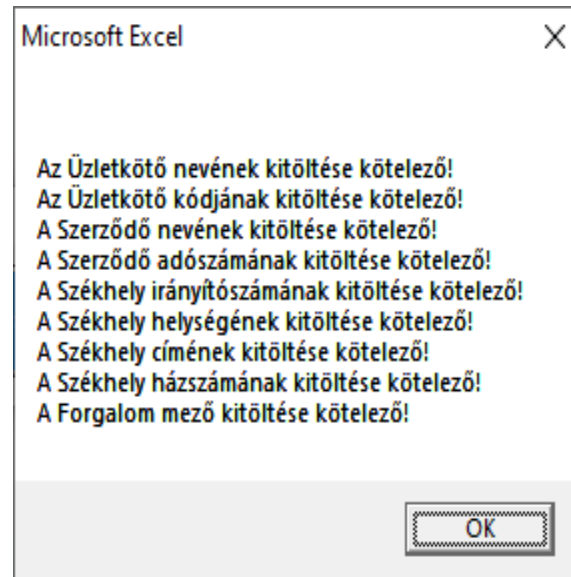 Microsoft Excel
Az Üzletkötő nevének kitöltése kötelező!
Az Üzletkötő kódjának kitöltése kötelező!
A Szerződő nevének kitöltése kötelező!
A Szerződő adószámának kitöltése kötelező!
A Székhely irányítószámának kitöltése kötelező!
A Székhely helységének kitöltése kötelező!
A Székhely címének kitöltése kötelező!
A Székhely házszámának kitöltése kötelező!
A Forgalom mező kitöltése kötelező!
OK